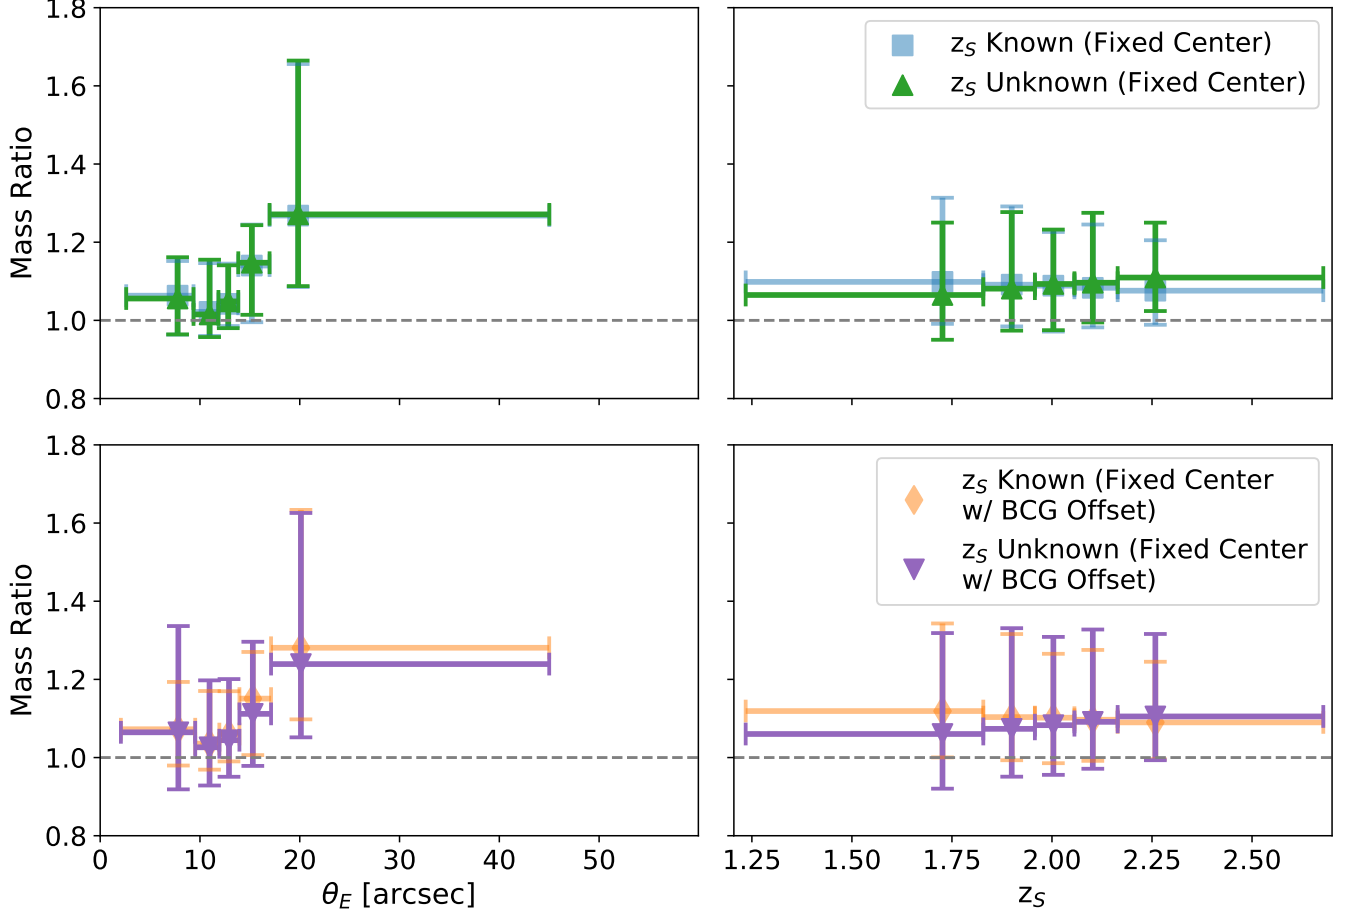 1.8
1.6
1.4
1.2
1.0
0.8
Mass Ratio
z_S Known (Fixed Center)
z_S Unknown (Fixed Center)
1.8
1.6
1.4
1.2
1.0
0.8
Mass Ratio
z_S Known (Fixed Center
w/ BCG Offset)
z_S Unknown (Fixed Center
w/ BCG Offset)
0 10 20 30 40 50
θ_E [arcsec]
1.25 1.50 1.75 2.00 2.25 2.50
z_S